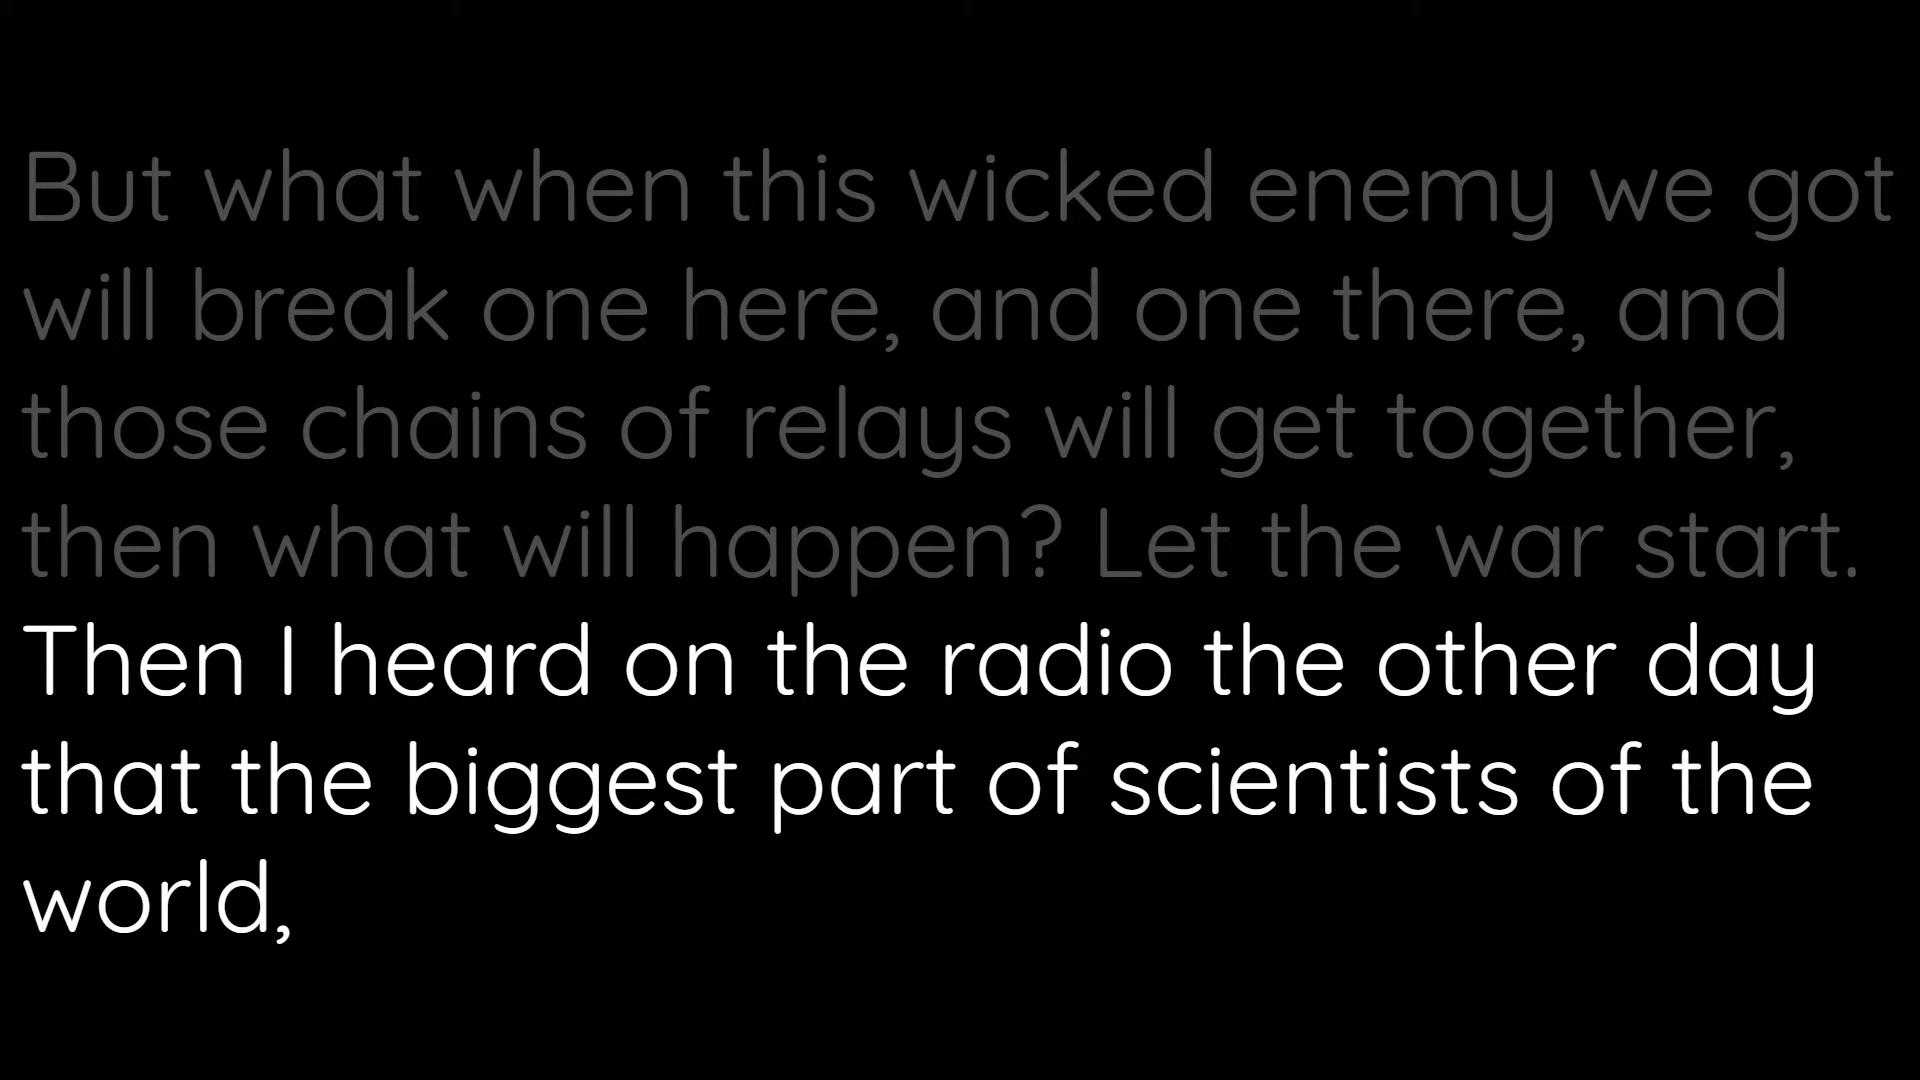 But what when this wicked enemy we got
will break one here, and one there, and
those chains of relays will get together,
then what will happen? Let the war start.
Then I heard on the radio the other day
that the biggest part of scientists of the
world,